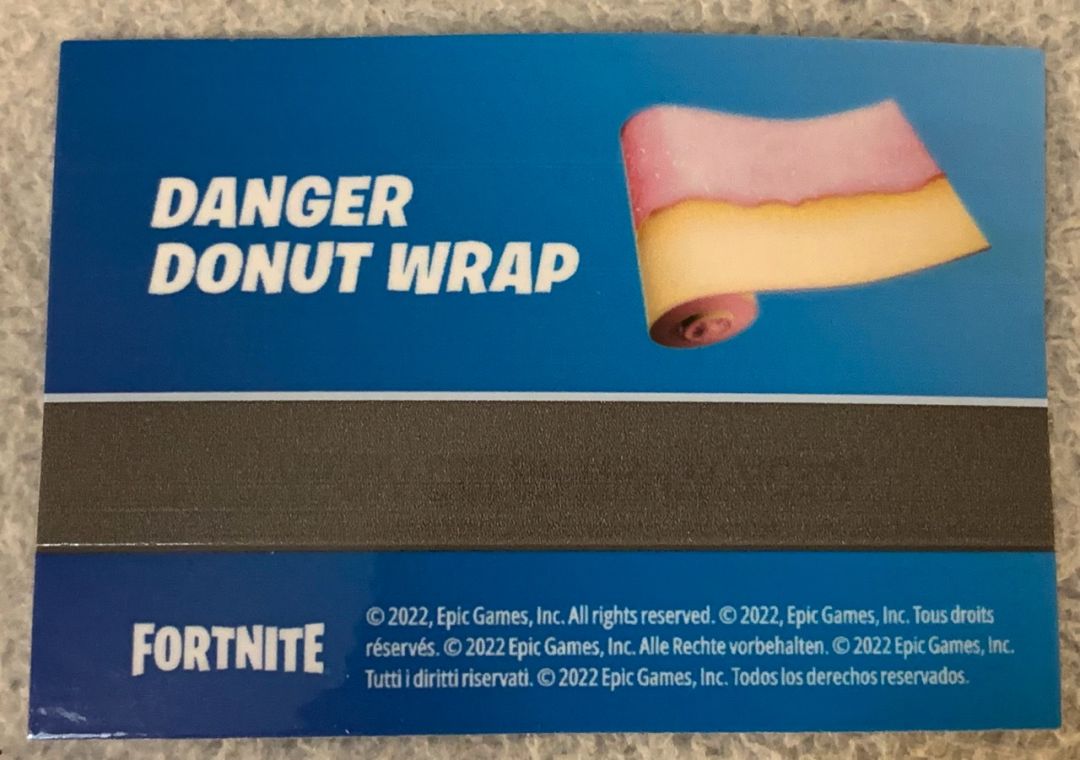 DANGER
DONUT WRAP
FORTNITE
© 2022, Epic Games, Inc. All rights reserved. © 2022, Epic Games, Inc. Tous droits
réservés. © 2022 Epic Games, Inc. Alle Rechte vorbehalten. © 2022 Epic Games, Inc.
Tutti i diritti riservati. © 2022 Epic Games, Inc. Todos los derechos reservados.